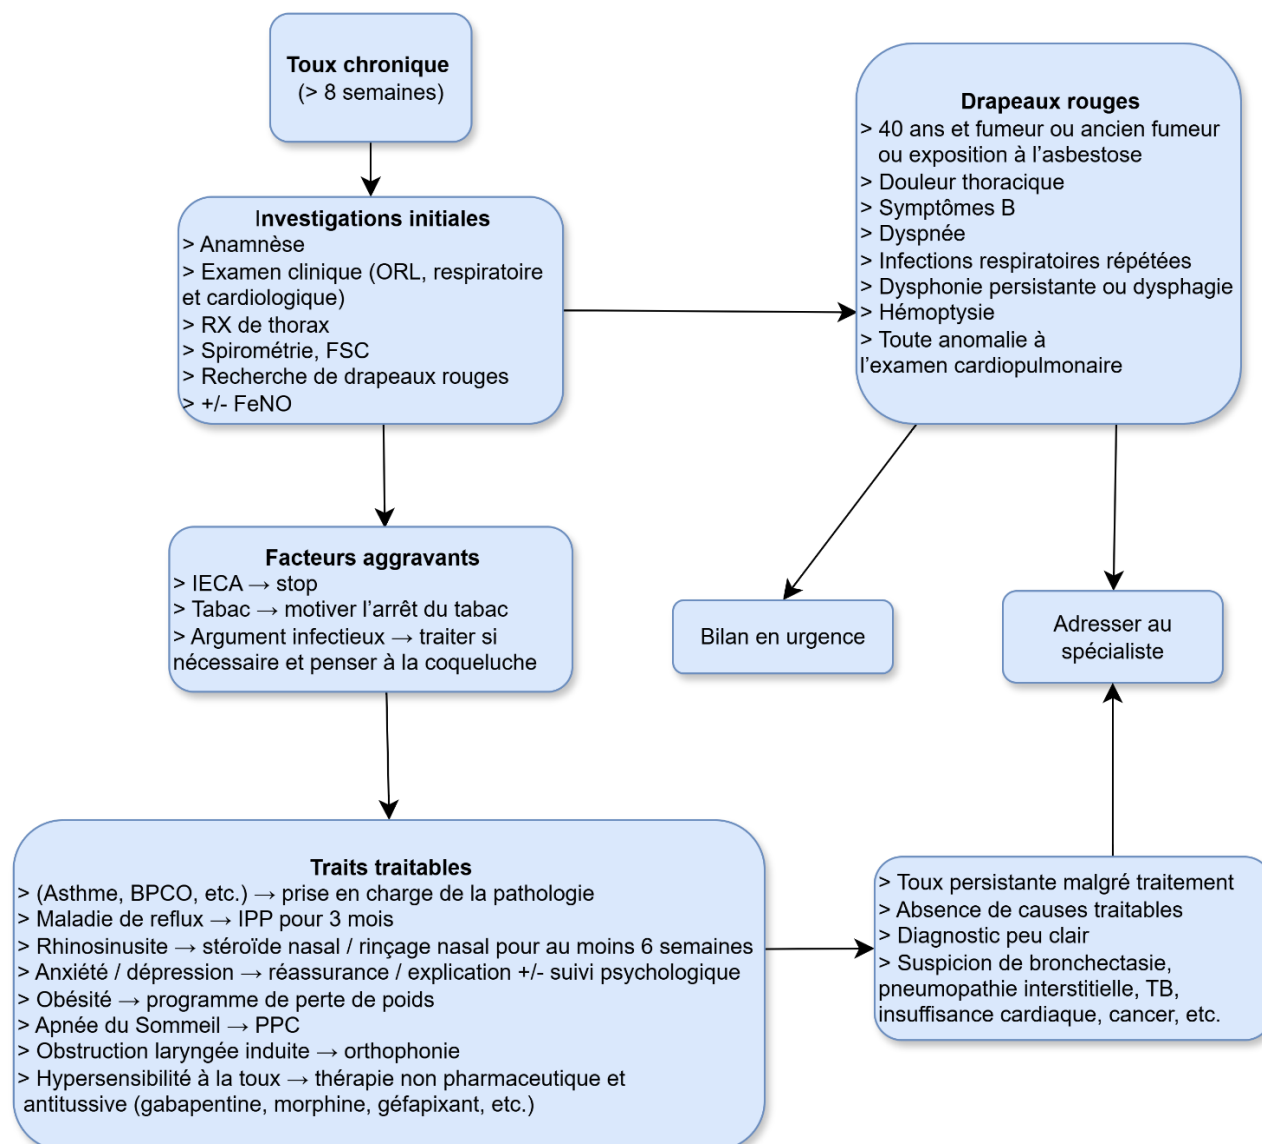 Toux chronique
(> 8 semaines)
Investigations initiales
> Anamnèse
> Examen clinique (ORL, respiratoire
et cardiologique)
> RX de thorax
> Spirométrie, FSC
> Recherche de drapeaux rouges
> +/- FeNO
Drapeaux rouges
> 40 ans et fumeur ou ancien fumeur
ou exposition à l’asbestose
> Douleur thoracique
> Symptômes B
> Dyspnée
> Infections respiratoires répétées
> Dysphonie persistante ou dysphagie
> Hémoptysie
> Toute anomalie à
l’examen cardiopulmonaire
Facteurs aggravants
> IECA → stop
> Tabac → motiver l’arrêt du tabac
> Argument infectieux → traiter si
nécessaire et penser à la coqueluche
Bilan en urgence
Adresser au
spécialiste
Traits traitables
> (Asthme, BPCO, etc.) → prise en charge de la pathologie
> Maladie de reflux → IPP pour 3 mois
> Rhinosinusite → stéroïde nasal / rinçage nasal pour au moins 6 semaines
> Anxiété / dépression → réassurance / explication +/- suivi psychologique
> Obésité → programme de perte de poids
> Apnée du Sommeil → PPC
> Obstruction laryngée induite → orthophonie
> Hypersensibilité à la toux → thérapie non pharmaceutique et
antitussive (gabapentine, morphine, géfapixant, etc.)
> Toux persistante malgré traitement
> Absence de causes traitables
> Diagnostic peu clair
> Suspicion de bronchectasie,
pneumopathie interstitielle, TB,
insuffisance cardiaque, cancer, etc.